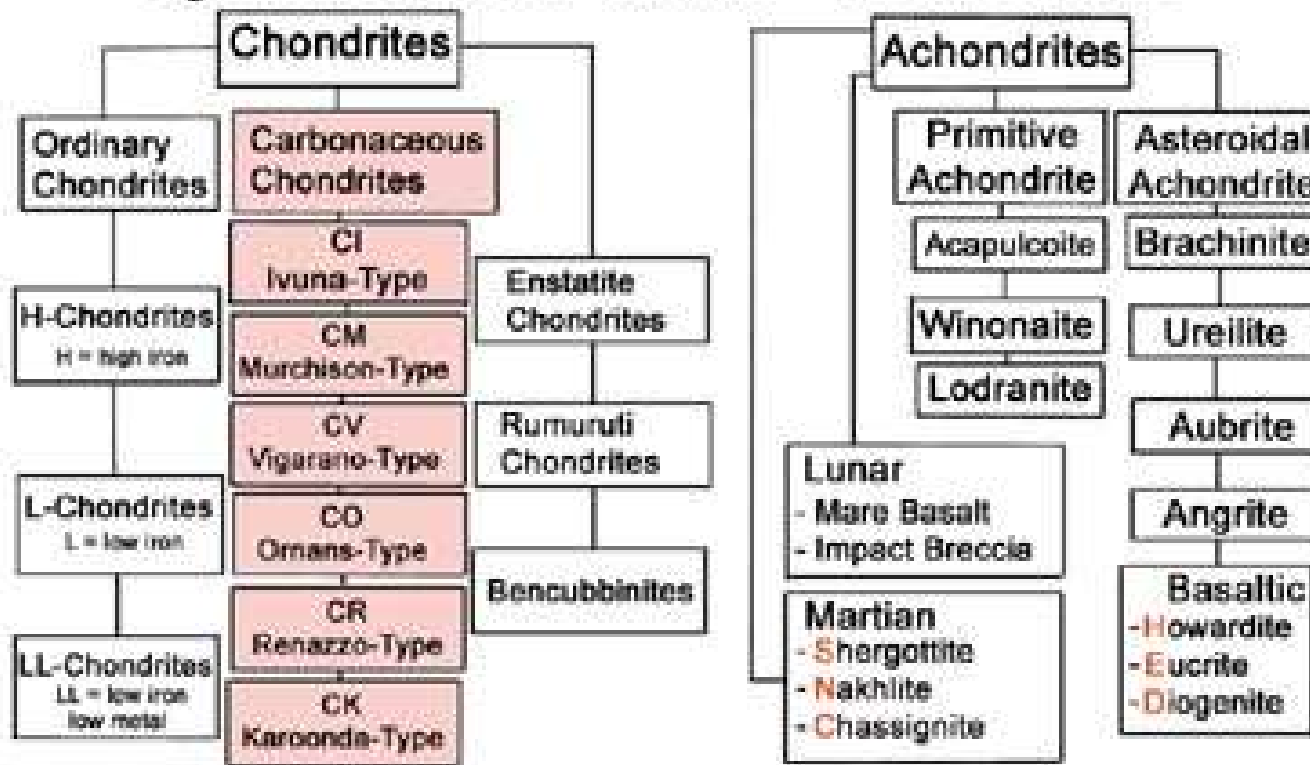 Chondrites
Ordinary
Chondrites
H-Chondrites
H = high iron
L-Chondrites
L = low iron
LL-Chondrites
LL = low iron
low metal
Carbonaceous
Chondrites
CI
Ivuna-Type
CM
Murchison-Type
CV
Vigarano-Type
CO
Ornans-Type
CR
Renazzo-Type
CK
Karoonda-Type
Enstatite
Chondrites
Rumuruti
Chondrites
Bencubbinites
Achondrites
Primitive
Achondrite
Acapulcoite
Winonaite
Lodranite
Lunar
- Mare Basalt
- Impact Breccia
Martian
- Shergottite
- Nakhlite
- Chassignite
Asteroidal
Achondrite
Brachinite
Ureilite
Aubrite
Angrite
Basaltic
-Howardite
-Eucrite
-Diogenite